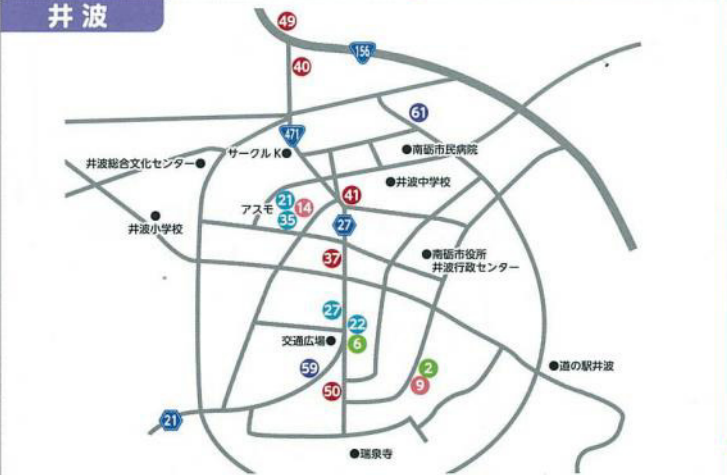 井波
49
156
40
61
471
サークルK
南砺市民病院
井波総合文化センター
井波中学校
21
14
41
アスモ
35
井波小学校
27
南砺市役所
井波行政センター
37
27
22
交通広場
6
59
2
9
50
道の駅井波
21
瑞泉寺